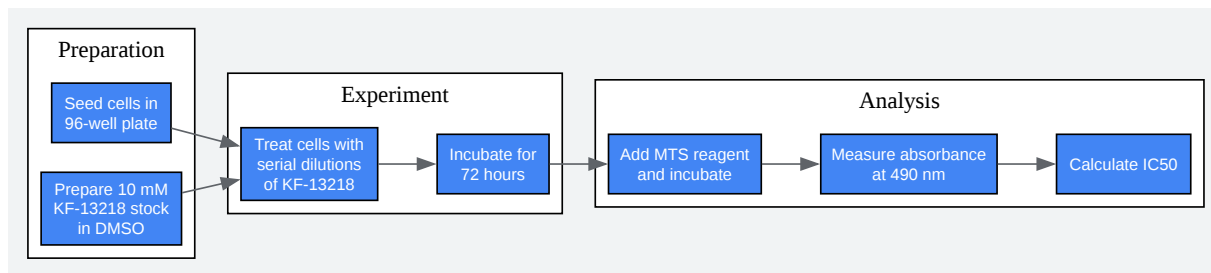 Preparation
Seed cells in
96-well plate
Prepare 10 mM
KF-13218 stock
in DMSO
Experiment
Treat cells with
serial dilutions
of KF-13218
Incubate for
72 hours
Analysis
Add MTS reagent
and incubate
Measure absorbance
at 490 nm
Calculate IC50